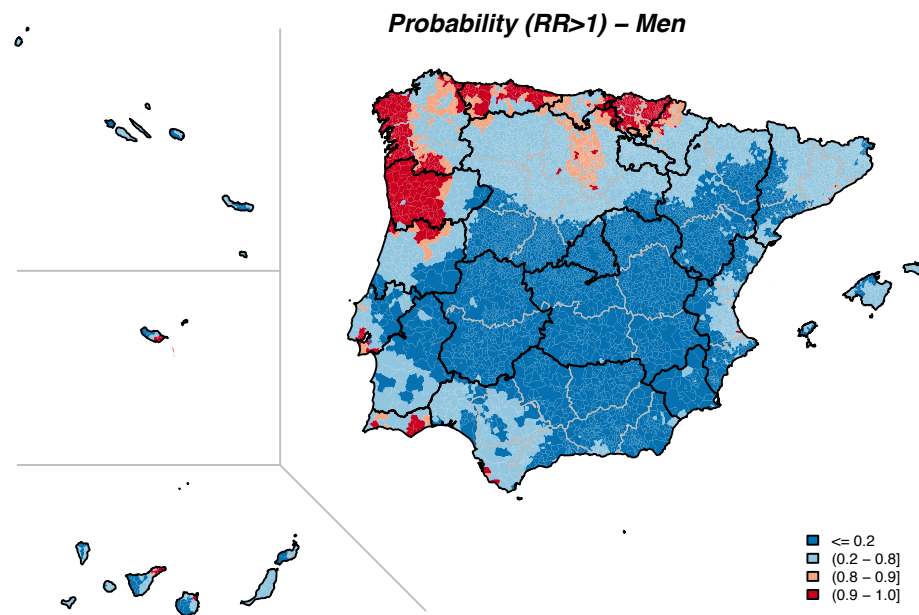 Probability (RR>1) – Men
<= 0.2
(0.2 – 0.8]
(0.8 – 0.9]
(0.9 – 1.0]